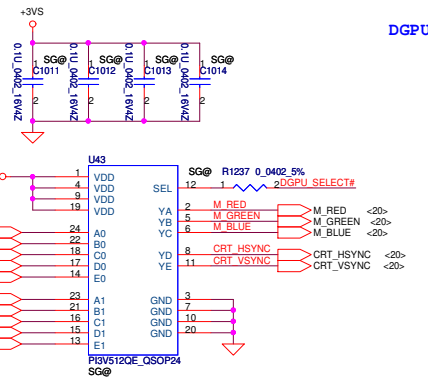 +3VS
DGPU
0.1U_0402_16V4Z
0.1U_0402_16V4Z
0.1U_0402_16V4Z
0.1U_0402_16V4Z
SG@ SG@ SG@ SG@
C1011 C1012 C1013 C1014
1 1 1 1
2 2 2 2
U43
SG@ R1237 0_0402_5%
1 VDD SEL 12 1 2 DGPU_SELECT#
4 VDD
9 VDD
19 VDD YA 2 M_RED M_RED <20>
YB 5 M_GREEN M_GREEN <20>
24 A0 YC 6 M_BLUE M_BLUE <20>
22 B0
18 C0 YD 8 CRT_HSYNC CRT_HSYNC <20>
17 D0 YE 11 CRT_VSYNC CRT_VSYNC <20>
14 E0
23 A1 GND 3
21 B1 GND 7
16 C1 GND 10
15 D1 GND 20
13 E1
PI3V512QE_QSOP24
SG@